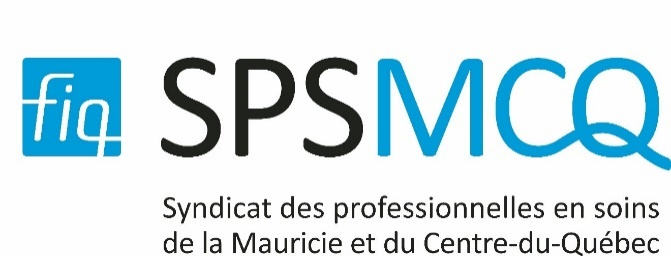 fiq SPSMCQ
Syndicat des professionnelles en soins
de la Mauricie et du Centre-du-Québec